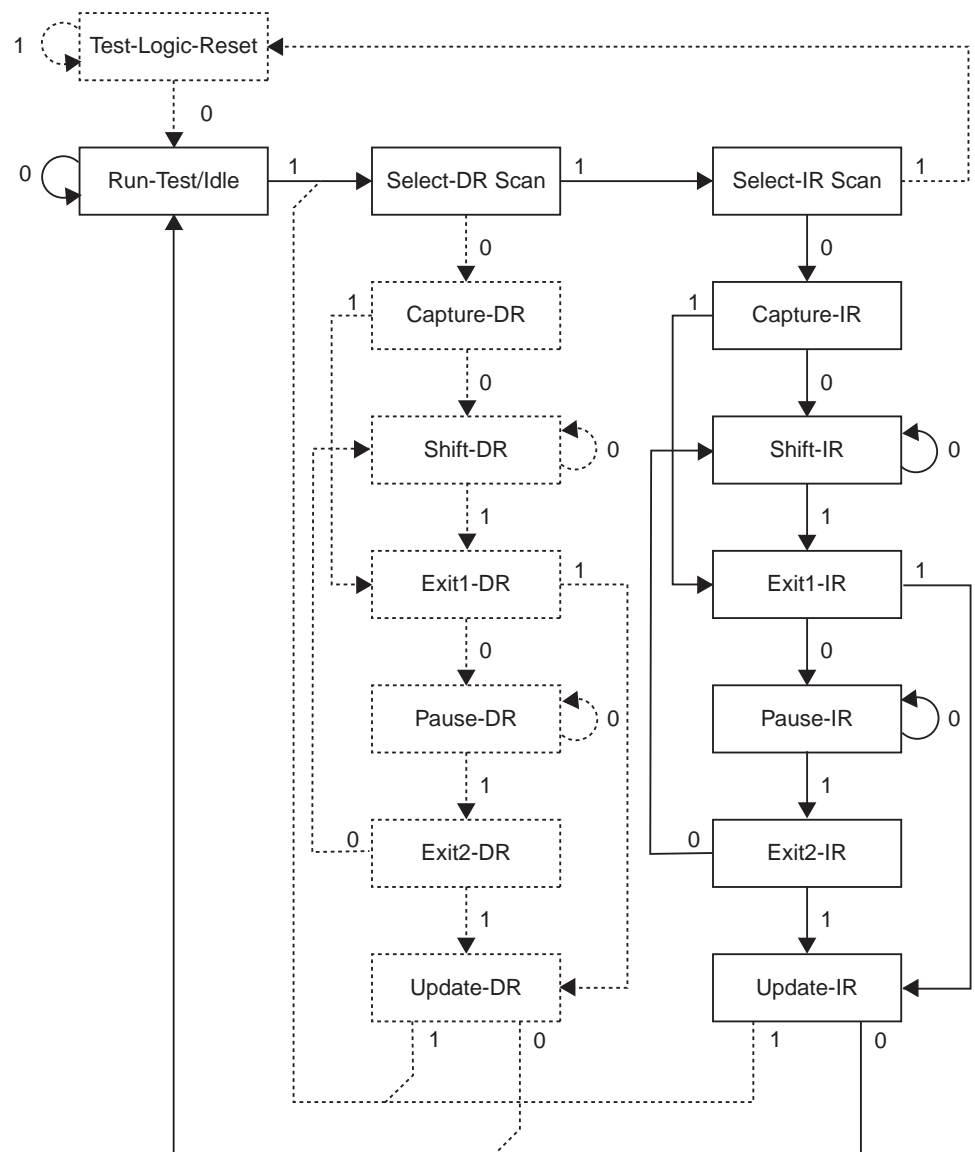 1 Test-Logic-Reset
0
0 Run-Test/Idle 1 Select-DR Scan 1 Select-IR Scan 1
0 0
1 Capture-DR 1 Capture-IR
0 0
Shift-DR 0 Shift-IR 0
1 1
Exit1-DR 1 Exit1-IR 1
0 0
Pause-DR 0 Pause-IR 0
1 1
0 Exit2-DR 0 Exit2-IR
1 1
Update-DR Update-IR
1 0 1 0